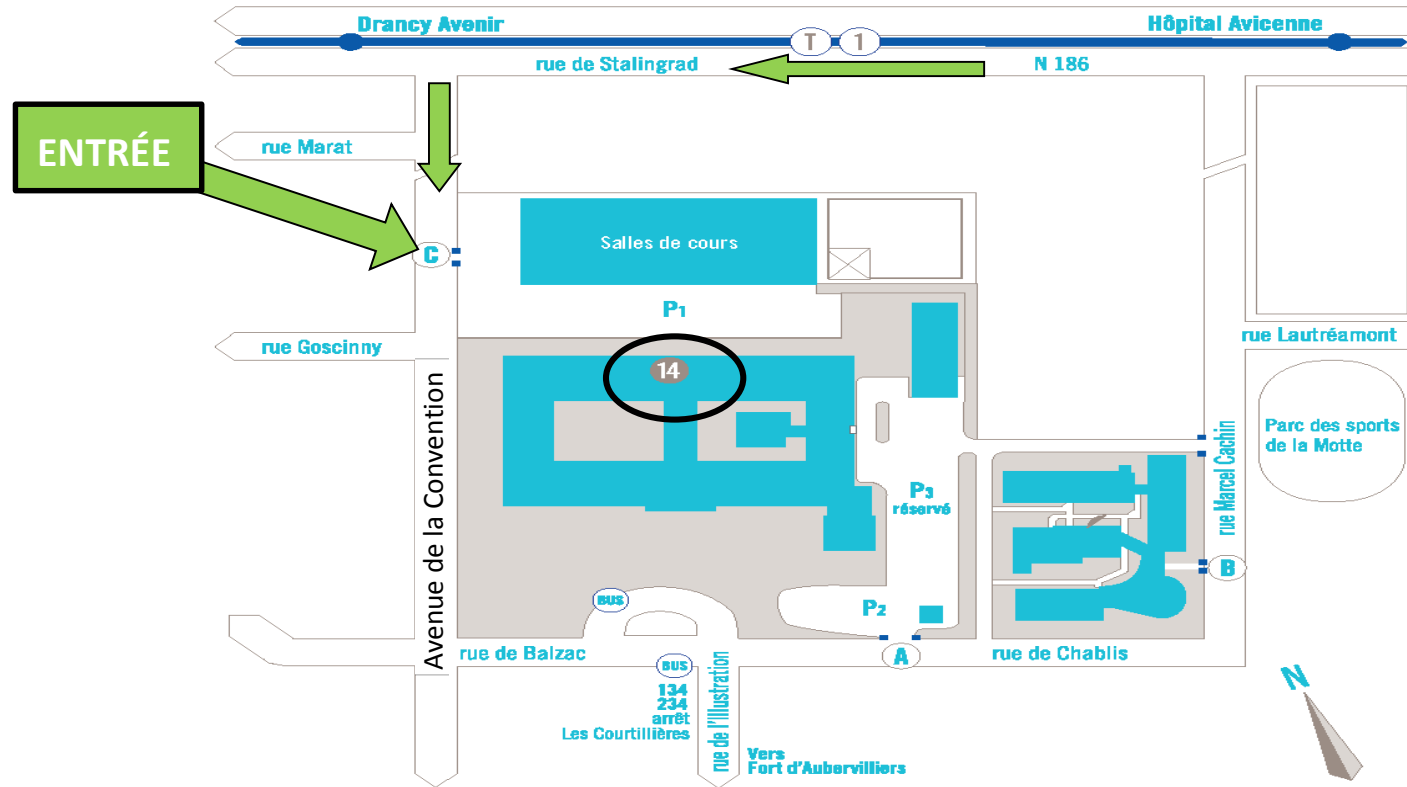 Drancy Avenir
Hôpital Avicenne
T 1
rue de Stalingrad
N 186
ENTRÉE
rue Marat
C
Salles de cours
P1
rue Goscinny
14
rue Lautréamont
Avenue de la Convention
Parc des sports
de la Motte
rue Marcel Cachin
P3
réservé
B
BUS
P2
rue de Balzac
A
rue de Chablis
BUS
134
234
arrêt
Les Courtillières
rue de l'Illustration
Vers
Fort d'Aubervilliers
N